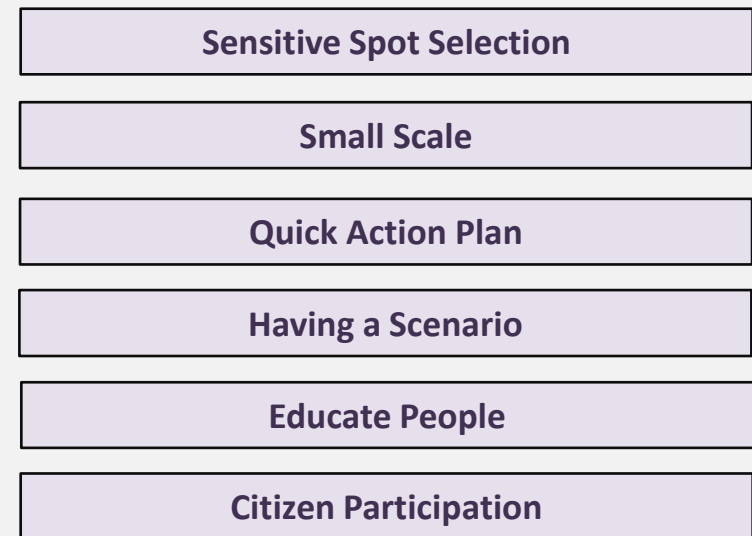 Sensitive Spot Selection
Small Scale
Quick Action Plan
Having a Scenario
Educate People
Citizen Participation